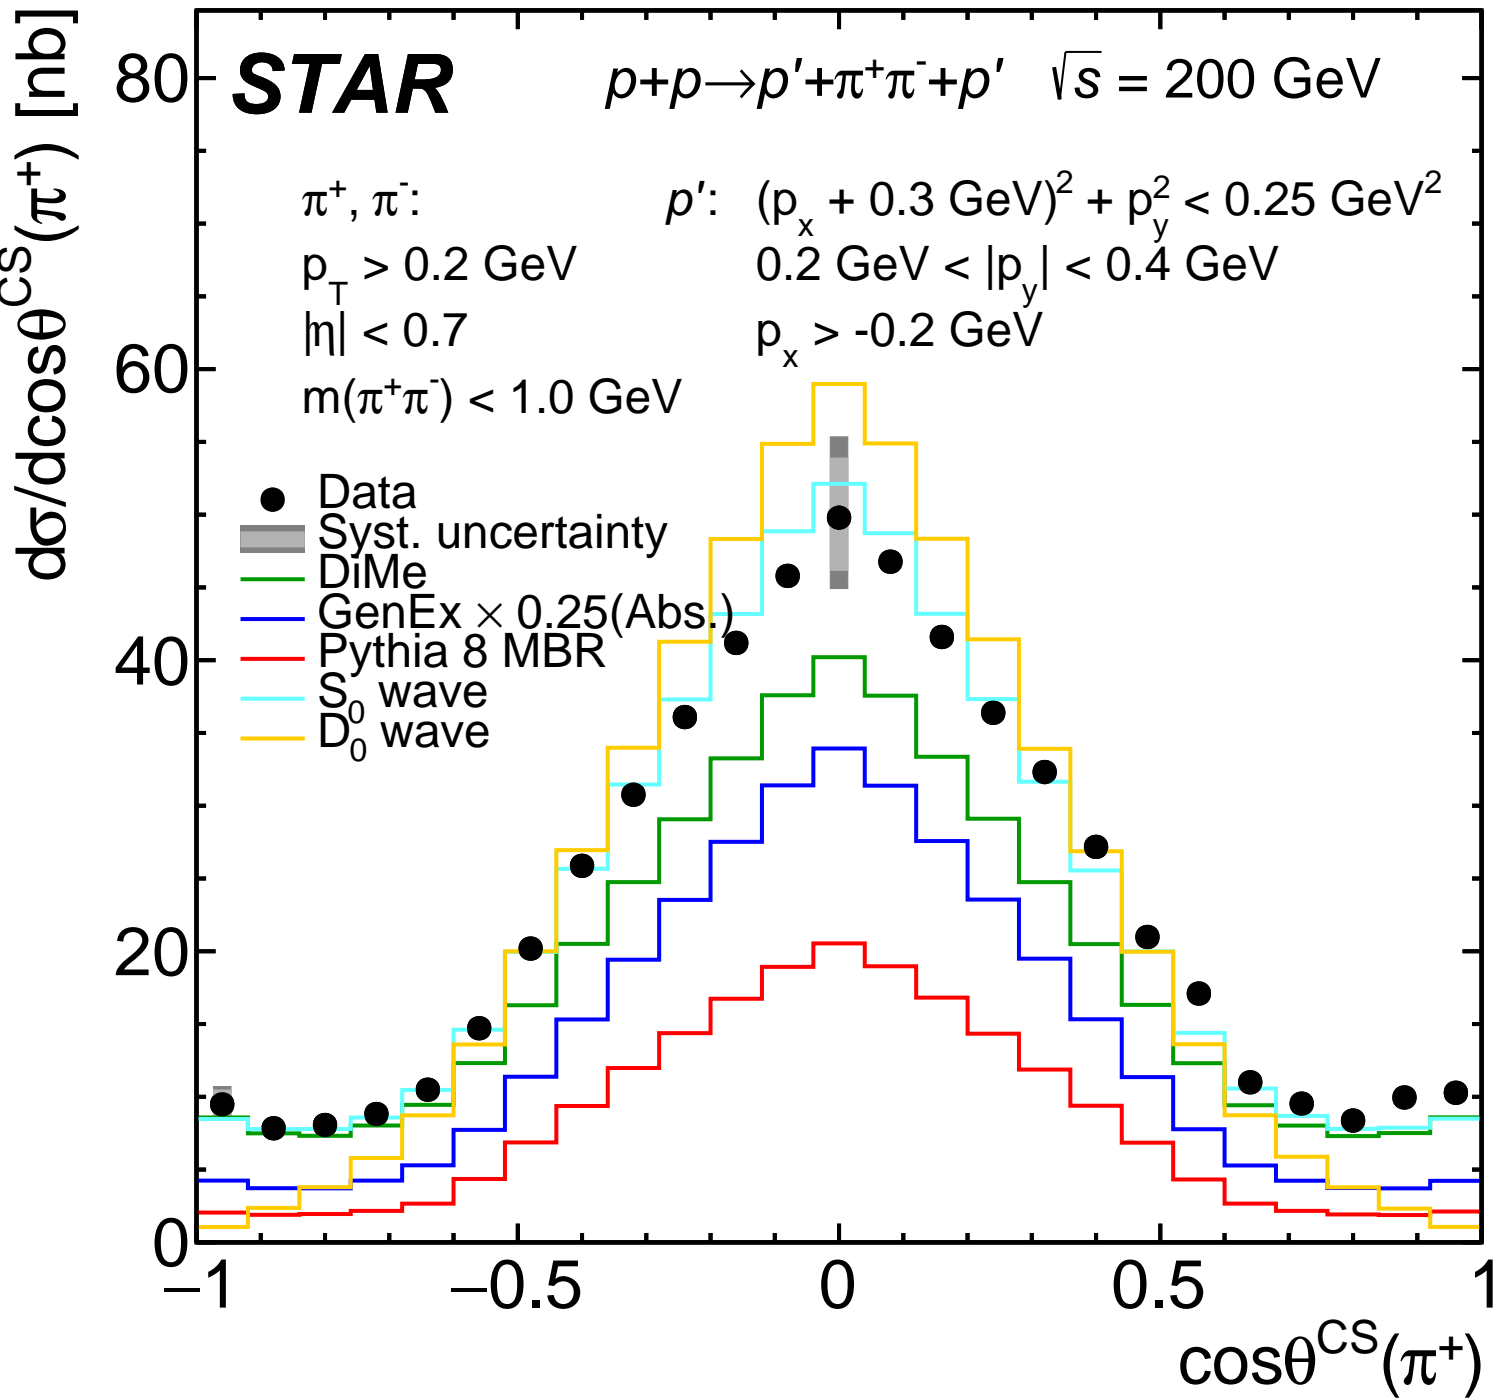 dσ/dcosθ^CS(π⁺) [nb]
80
60
40
20
0
STAR p+p→p′+π⁺π⁻+p′ √s = 200 GeV
π⁺, π⁻: p′: (pₓ + 0.3 GeV)² + p_y² < 0.25 GeV²
p_T > 0.2 GeV 0.2 GeV < |p_y| < 0.4 GeV
|η| < 0.7 pₓ > -0.2 GeV
m(π⁺π⁻) < 1.0 GeV
Data
Syst. uncertainty
DiMe
GenEx × 0.25(Abs.)
Pythia 8 MBR
S₀ wave
D₀ wave
−1 −0.5 0 0.5 1
cosθ^CS(π⁺)